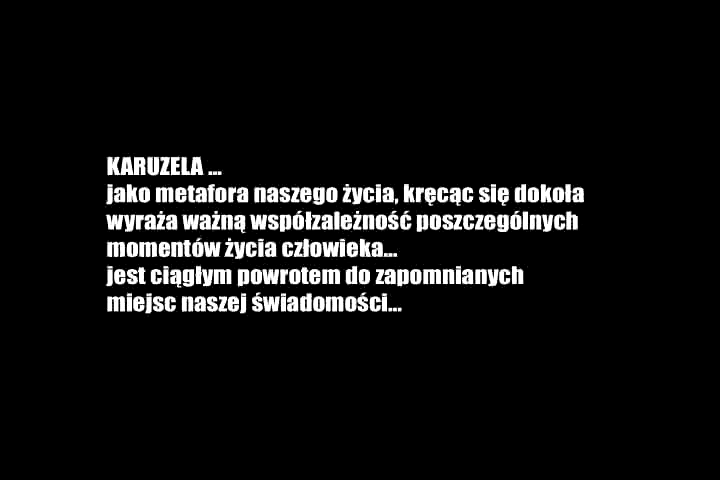 KARUZELA ...
jako metafora naszego życia, kręcąc się dokoła
wyraża ważną współzależność poszczególnych
momentów życia człowieka...
jest ciągłym powrotem do zapomnianych
miejsc naszej świadomości...